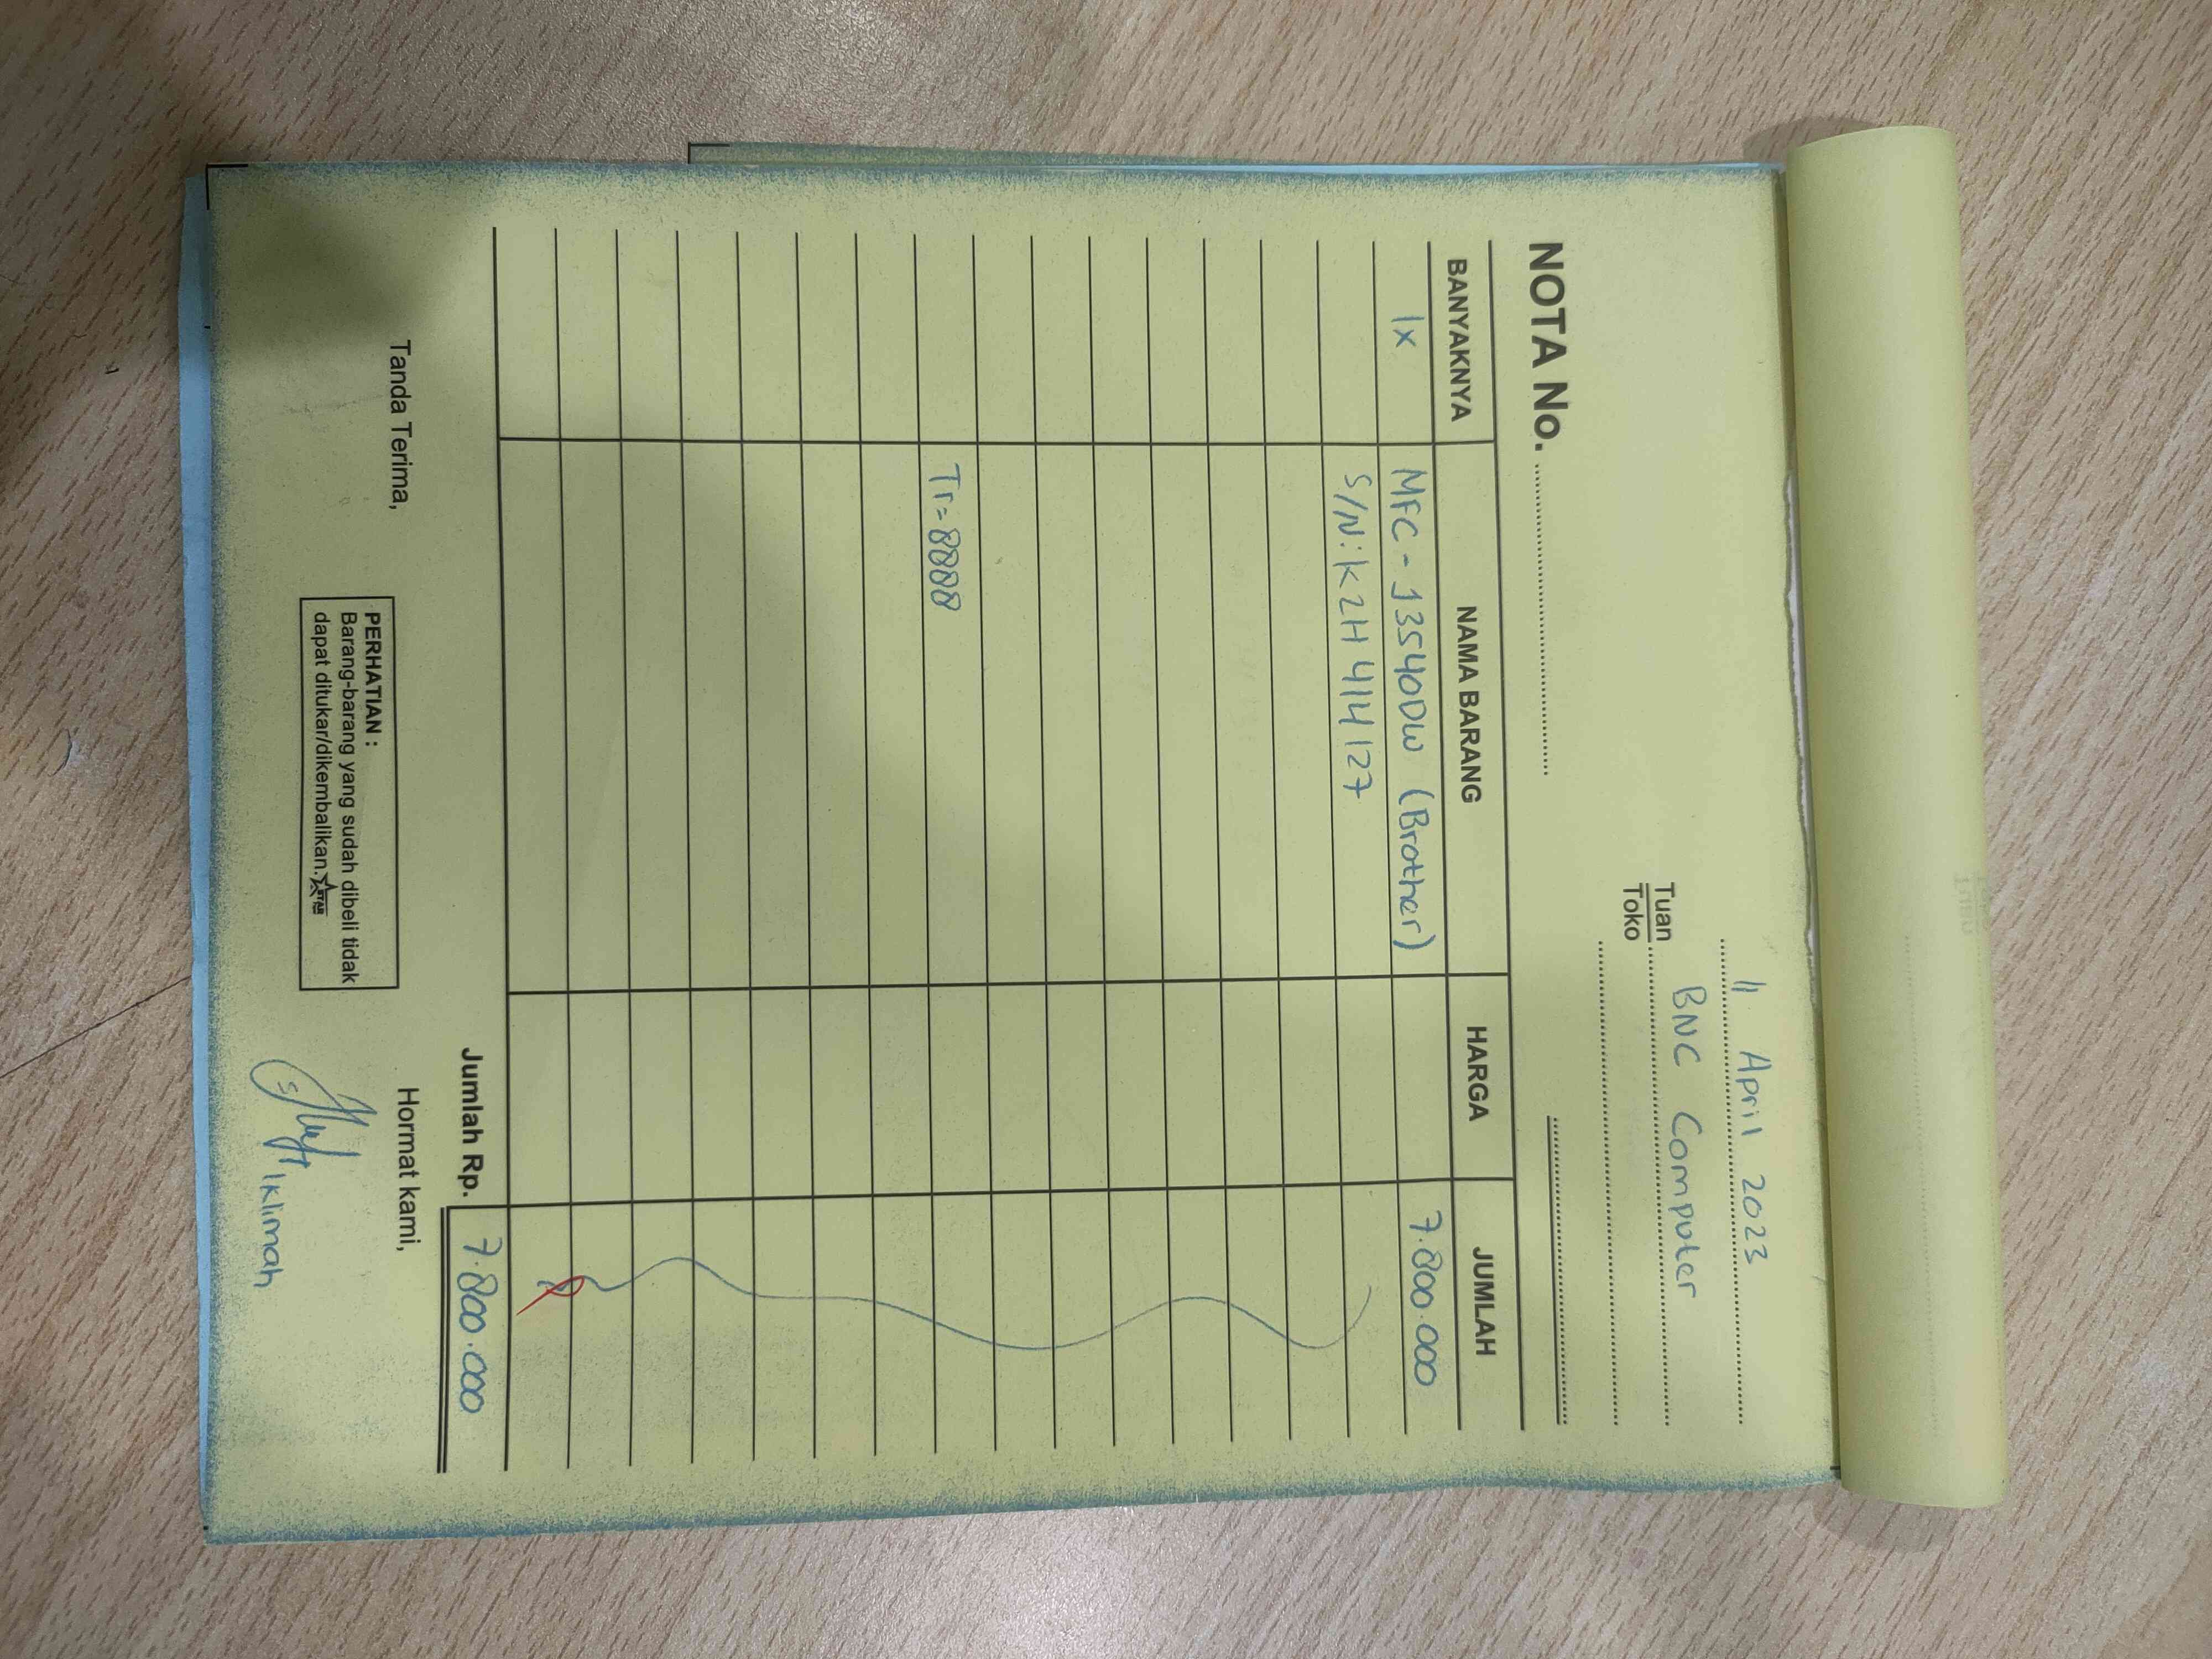 11 April 2023
Tuan
Toko
BNC Computer
NOTA No.
BANYAKNYA NAMA BARANG HARGA JUMLAH
1x MFC-J3540DW (Brother) 7.800.000
S/N: K2H414127
Tr=8888
Jumlah Rp. 7.800.000
Tanda Terima,
PERHATIAN :
Barang-barang yang sudah dibeli tidak
dapat ditukar/dikembalikan.
STAR
Hormat kami,
Iklimah